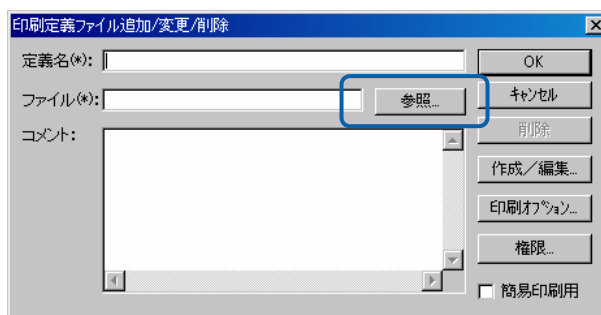 印刷定義ファイル追加/変更/削除
定義名(*):
OK
ファイル(*):
参照...
キャンセル
コメント:
削除
作成／編集...
印刷オプション...
権限...
簡易印刷用